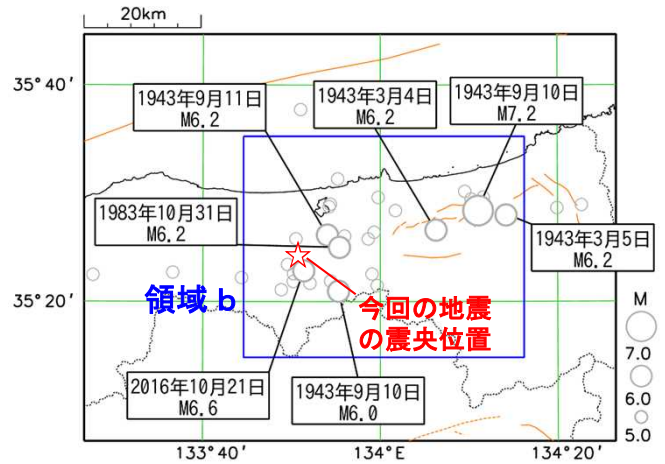 20km
35°40′
1943年9月11日
M6.2
1943年3月4日
M6.2
1943年9月10日
M7.2
1983年10月31日
M6.2
1943年3月5日
M6.2
領域 b
35°20′
今回の地震
の震央位置
2016年10月21日
M6.6
1943年9月10日
M6.0
M
7.0
6.0
5.0
133°40′
134°E
134°20′